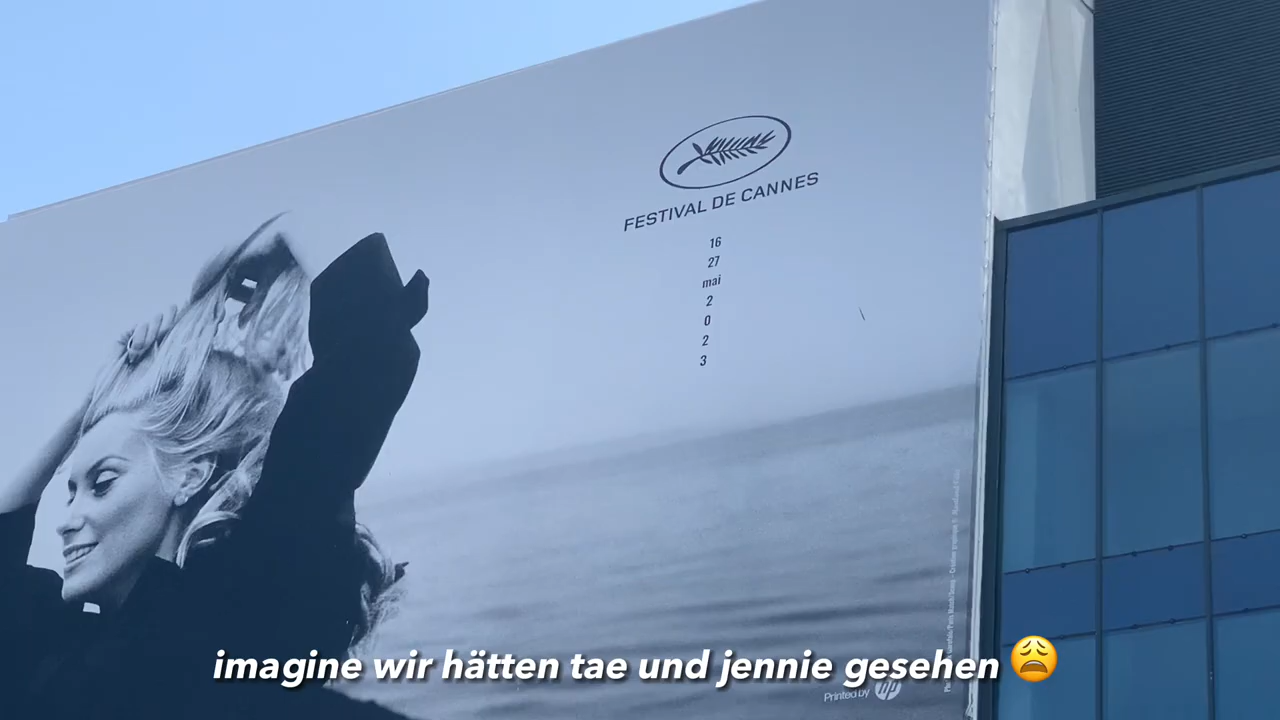 FESTIVAL DE CANNES
16
27
mai
2
0
2
3
imagine wir hätten tae und jennie gesehen 😩
Printed by hp